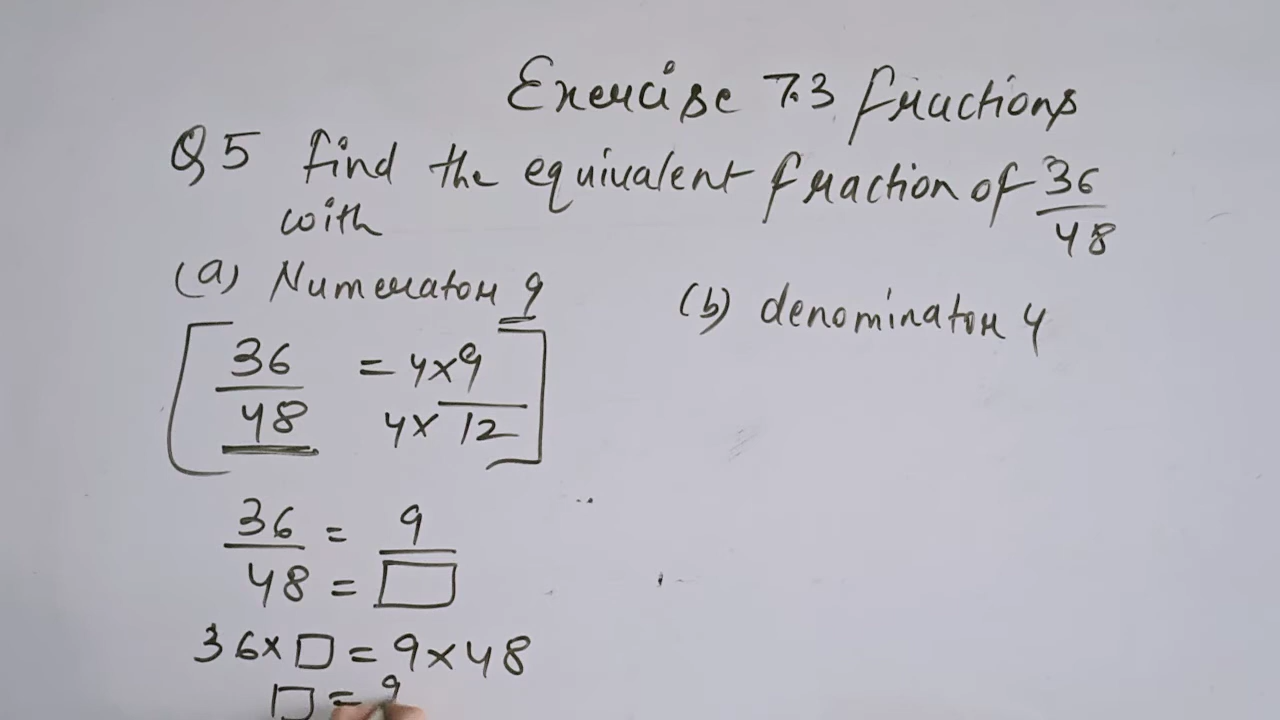 Exercise 7.3 fractions
Q5 find the equivalent fraction of 36/48
with
(a) Numerator 9
(b) denominator 4
[36/48 = 4×9/4×12]
36/48 = 9/□
36×□ = 9×48
□ = 9